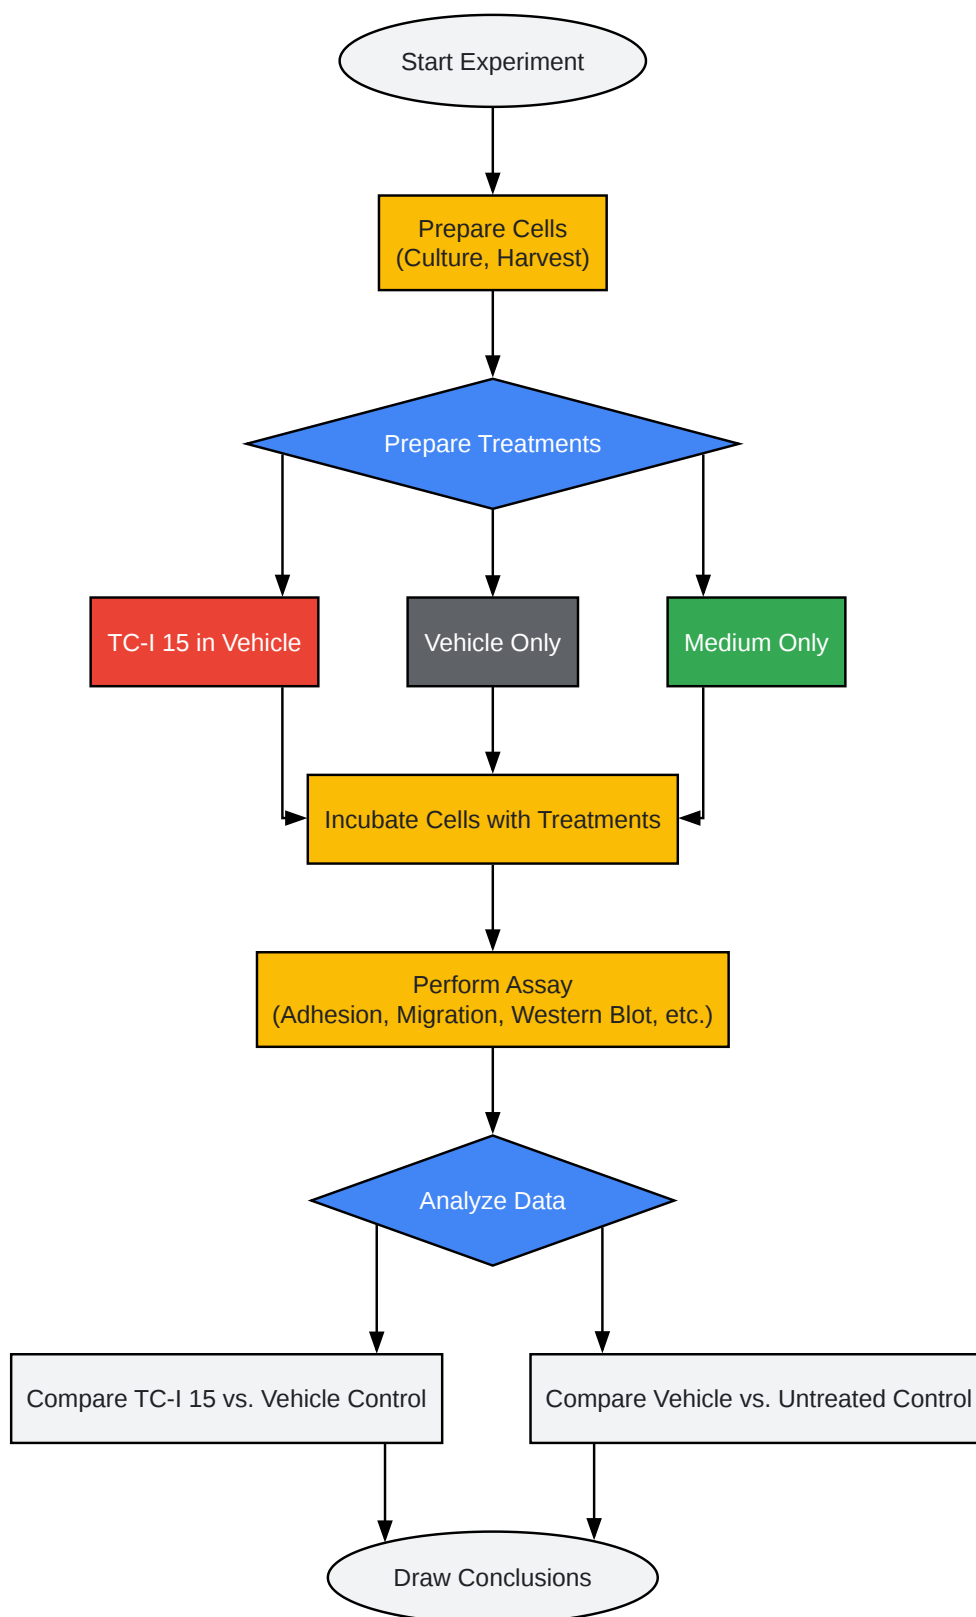 Start Experiment
Prepare Cells
(Culture, Harvest)
Prepare Treatments
TC-I 15 in Vehicle
Vehicle Only
Medium Only
Incubate Cells with Treatments
Perform Assay
(Adhesion, Migration, Western Blot, etc.)
Analyze Data
Compare TC-I 15 vs. Vehicle Control
Compare Vehicle vs. Untreated Control
Draw Conclusions